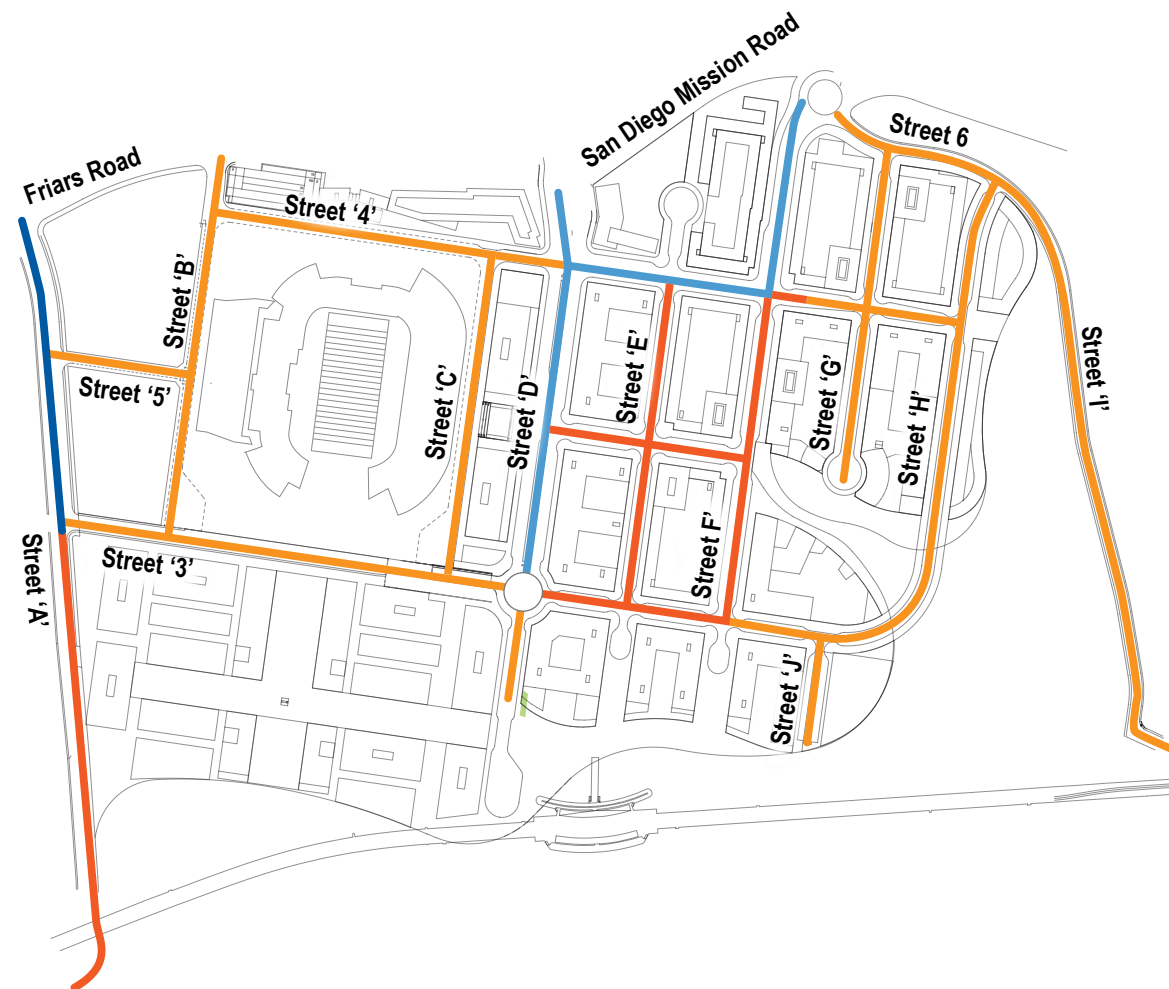 San Diego Mission Road
Street 6
Friars Road
Street ‘4’
Street ‘B’
Street ‘5’
Street ‘C’
Street ‘D’
Street ‘E’
Street ‘G’
Street ‘H’
Street ‘I’
Street F’
Street ‘3’
Street ‘A’
Street ‘J’